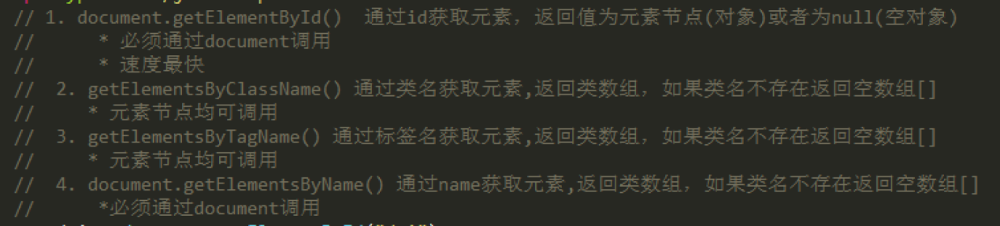 // 1. document.getElementById()  通过id获取元素，返回值为元素节点(对象)或者为null(空对象)
//      * 必须通过document调用
//      * 速度最快
//  2. getElementsByClassName() 通过类名获取元素,返回类数组，如果类名不存在返回空数组[]
//     * 元素节点均可调用
//  3. getElementsByTagName() 通过标签名获取元素,返回类数组，如果类名不存在返回空数组[]
//     * 元素节点均可调用
//  4. document.getElementsByName() 通过name获取元素,返回类数组，如果类名不存在返回空数组[]
//      *必须通过document调用